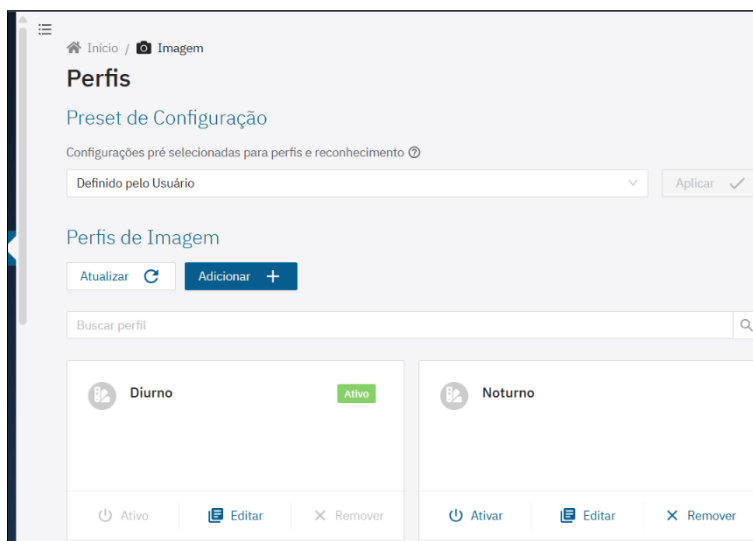 Início / Imagem
Perfis
Preset de Configuração
Configurações pré selecionadas para perfis e reconhecimento
Definido pelo Usuário
Aplicar
Perfis de Imagem
Atualizar
Adicionar
Buscar perfil
Diurno
Ativo
Noturno
Ativo
Editar
Remover
Ativar
Editar
Remover